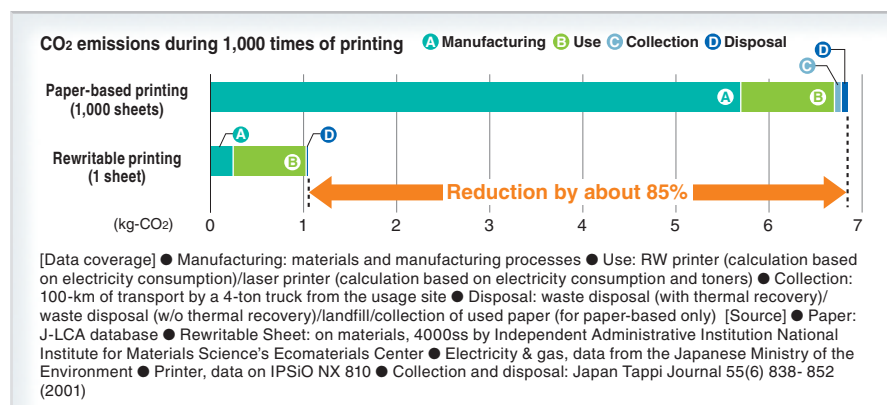 CO2 emissions during 1,000 times of printing A Manufacturing B Use C Collection D Disposal
D
C
Paper-based printing
(1,000 sheets)
A B
A D
Rewritable printing
(1 sheet)
B
Reduction by about 85%
(kg-CO2) 0 1 2 3 4 5 6 7
[Data coverage] ● Manufacturing: materials and manufacturing processes ● Use: RW printer (calculation based
on electricity consumption)/laser printer (calculation based on electricity consumption and toners) ● Collection:
100-km of transport by a 4-ton truck from the usage site ● Disposal: waste disposal (with thermal recovery)/
waste disposal (w/o thermal recovery)/landfill/collection of used paper (for paper-based only) [Source] ● Paper:
J-LCA database ● Rewritable Sheet: on materials, 4000ss by Independent Administrative Institution National
Institute for Materials Science's Ecomaterials Center ● Electricity & gas, data from the Japanese Ministry of the
Environment ● Printer, data on IPSiO NX 810 ● Collection and disposal: Japan Tappi Journal 55(6) 838- 852
(2001)